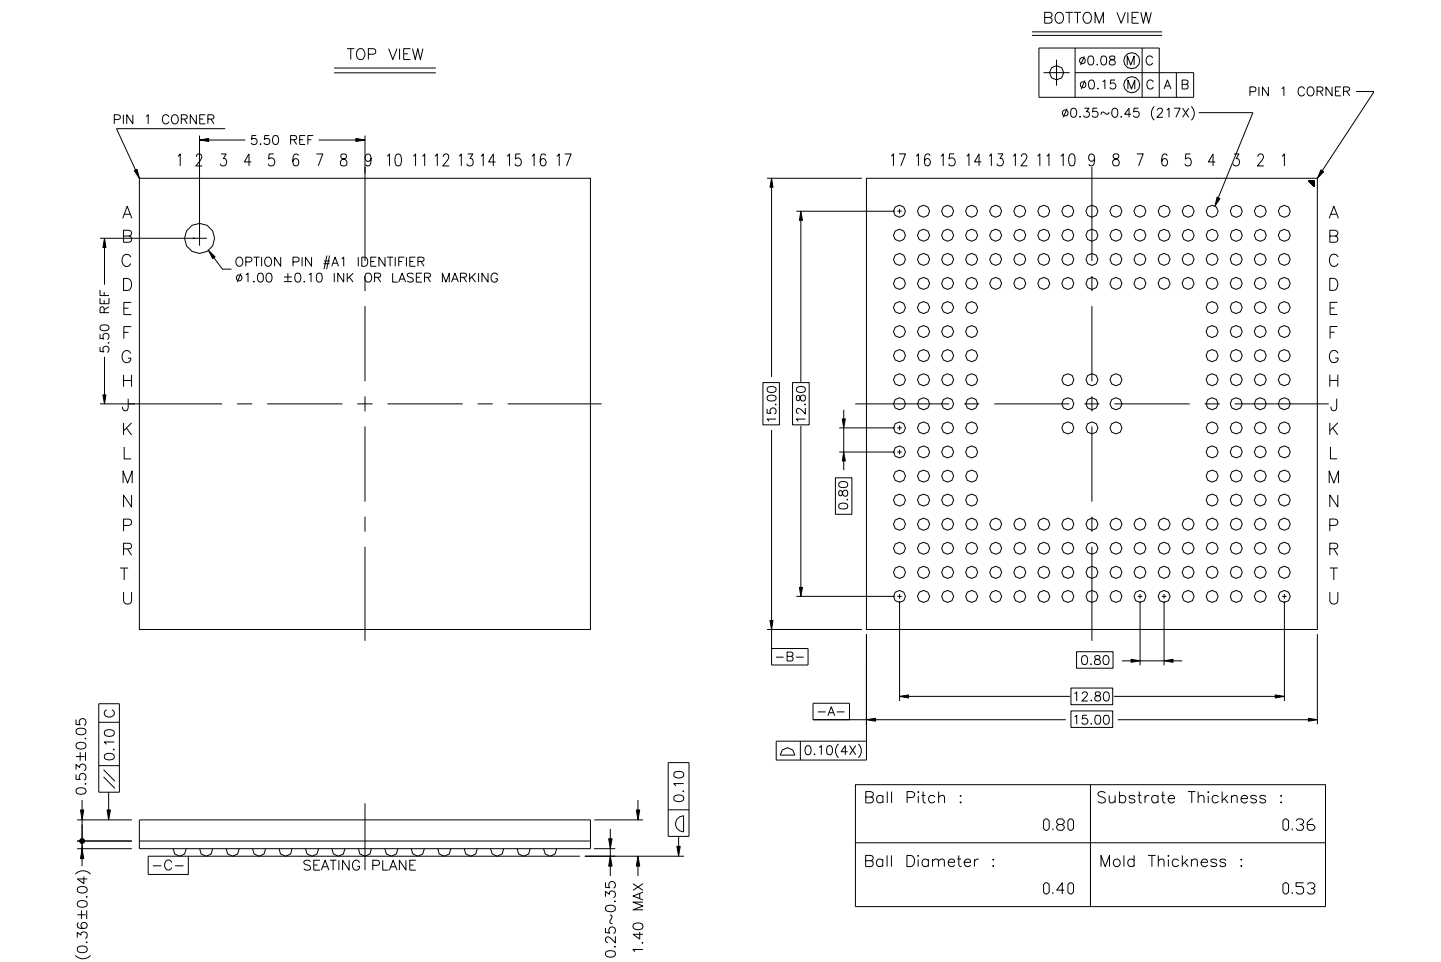 TOP VIEW
PIN 1 CORNER
5.50 REF
1 2 3 4 5 6 7 8 9 10 11 12 13 14 15 16 17
A
B
C
D
E
F
G
H
J
K
L
M
N
P
R
T
U
5.50 REF
OPTION PIN #A1 IDENTIFIER
ø1.00 ±0.10 INK OR LASER MARKING
BOTTOM VIEW
ø0.08 Ⓜ C
ø0.15 Ⓜ C A B
ø0.35~0.45 (217X)
PIN 1 CORNER
17 16 15 14 13 12 11 10 9 8 7 6 5 4 3 2 1
A
B
C
D
E
F
G
H
J
K
L
M
N
P
R
T
U
15.00
12.80
0.80
-B-
0.80
12.80
-A-
15.00
0.10(4X)
0.53±0.05
// 0.10 C
(0.36±0.04)
-C-
SEATING PLANE
0.25~0.35
1.40 MAX
0.10
Ball Pitch :
0.80
Substrate Thickness :
0.36
Ball Diameter :
0.40
Mold Thickness :
0.53